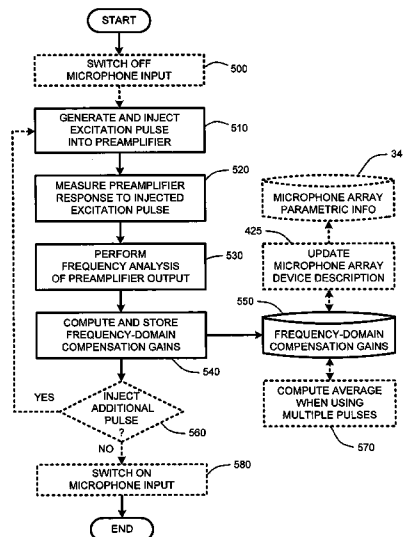 START
SWITCH OFF
MICROPHONE INPUT
500
GENERATE AND INJECT
EXCITATION PULSE
INTO PREAMPLIFIER
510
MEASURE PREAMPLIFIER
RESPONSE TO INJECTED
EXCITATION PULSE
520
PERFORM
FREQUENCY ANALYSIS
OF PREAMPLIFIER OUTPUT
530
COMPUTE AND STORE
FREQUENCY-DOMAIN
COMPENSATION GAINS
540
INJECT
ADDITIONAL
PULSE
?
560
YES
NO
SWITCH ON
MICROPHONE INPUT
580
END
34
MICROPHONE ARRAY
PARAMETRIC INFO
425
UPDATE
MICROPHONE ARRAY
DEVICE DESCRIPTION
550
FREQUENCY-DOMAIN
COMPENSATION GAINS
COMPUTE AVERAGE
WHEN USING
MULTIPLE PULSES
570